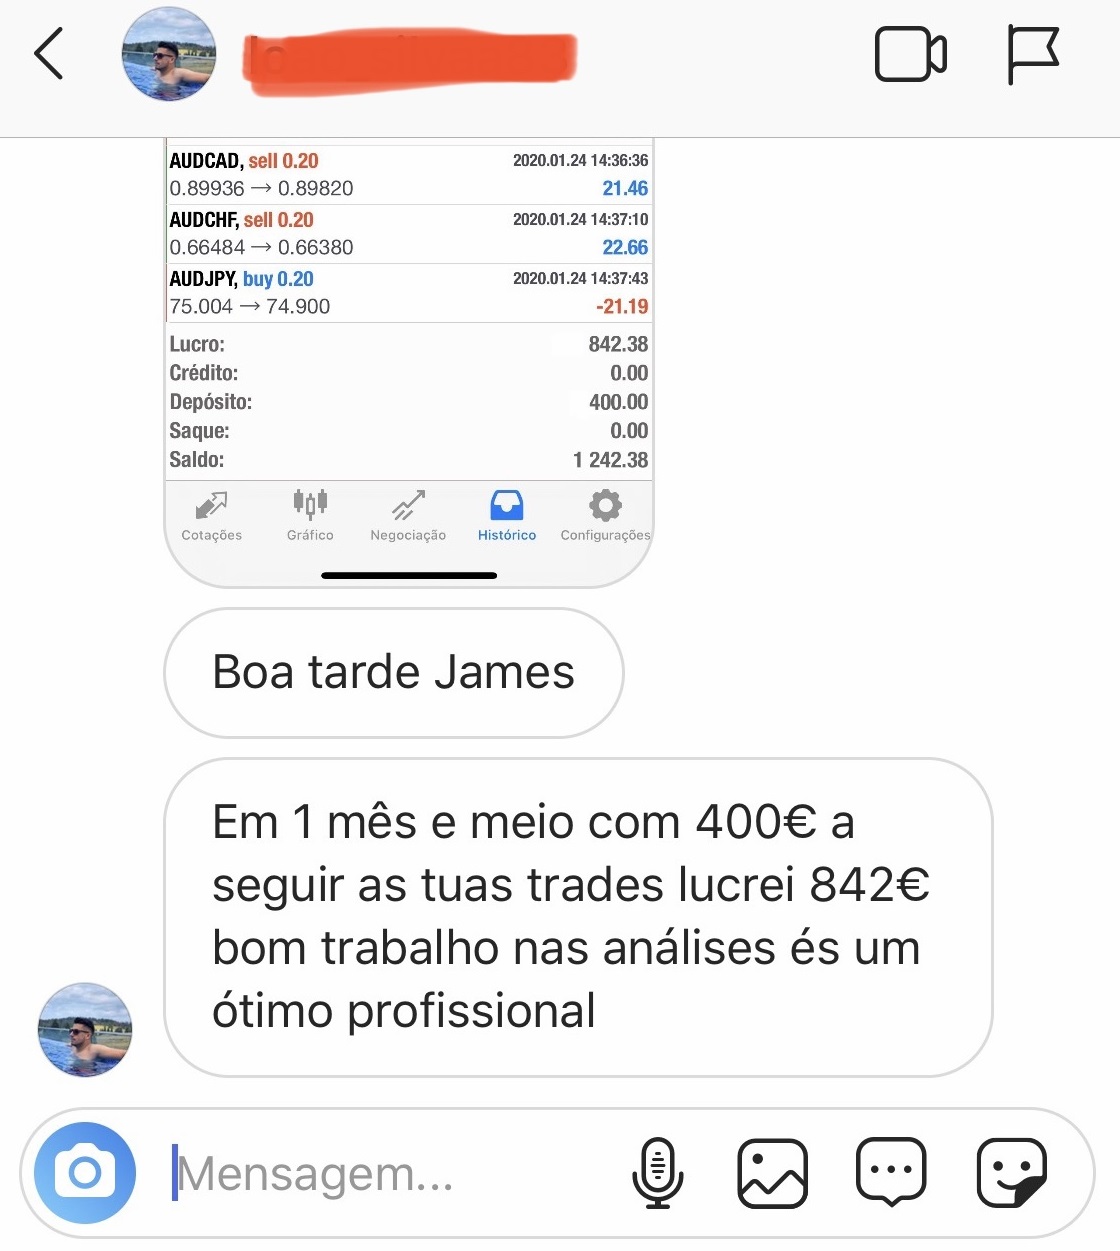 AUDCAD, sell 0.20 2020.01.24 14:36:36
0.89936 → 0.89820 21.46
AUDCHF, sell 0.20 2020.01.24 14:37:10
0.66484 → 0.66380 22.66
AUDJPY, buy 0.20 2020.01.24 14:37:43
75.004 → 74.900 -21.19
Lucro: 842.38
Crédito: 0.00
Depósito: 400.00
Saque: 0.00
Saldo: 1 242.38
Cotações Gráfico Negociação Histórico Configurações
Boa tarde James
Em 1 mês e meio com 400€ a
seguir as tuas trades lucrei 842€
bom trabalho nas análises és um
ótimo profissional
Mensagem...